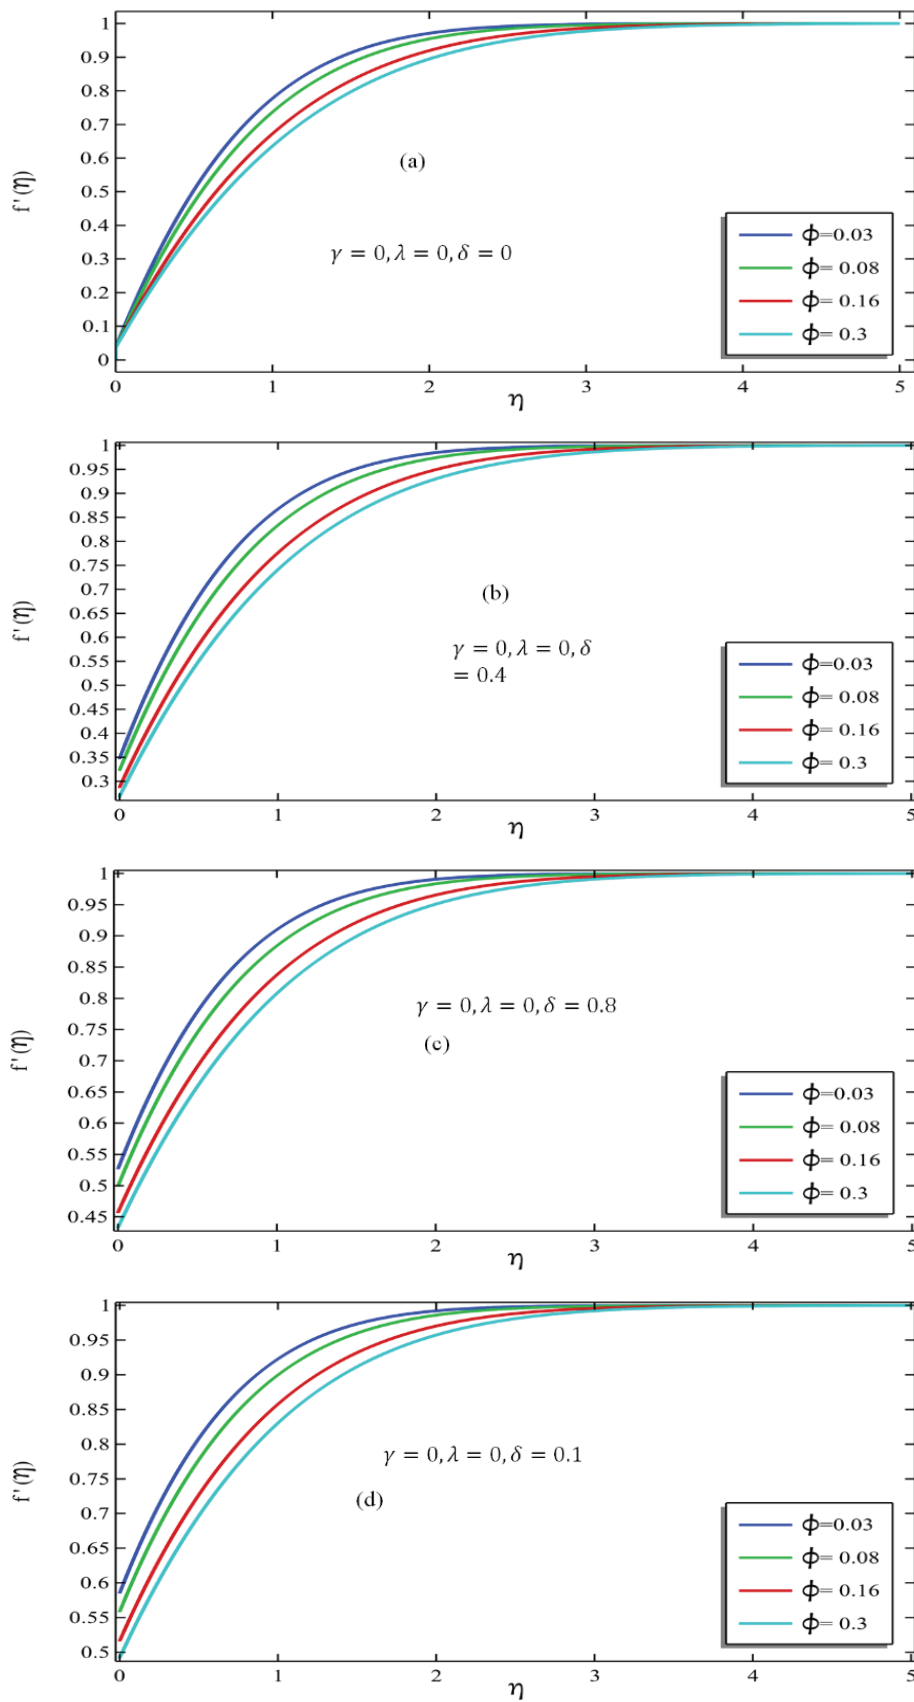 1
0.9
0.8
0.7
0.6
0.5
0.4
0.3
0.2
0.1
0
f'(η)
(a)
γ = 0, λ = 0, δ = 0
ϕ=0.03
ϕ= 0.08
ϕ= 0.16
ϕ= 0.3
0 1 2 3 4 5
η
1
0.95
0.9
0.85
0.8
0.75
0.7
0.65
0.6
0.55
0.5
0.45
0.4
0.35
0.3
f'(η)
(b)
γ = 0, λ = 0, δ
= 0.4
ϕ=0.03
ϕ= 0.08
ϕ= 0.16
ϕ= 0.3
0 1 2 3 4 5
η
1
0.95
0.9
0.85
0.8
0.75
0.7
0.65
0.6
0.55
0.5
0.45
f'(η)
γ = 0, λ = 0, δ = 0.8
(c)
ϕ=0.03
ϕ= 0.08
ϕ= 0.16
ϕ= 0.3
0 1 2 3 4 5
η
1
0.95
0.9
0.85
0.8
0.75
0.7
0.65
0.6
0.55
0.5
f'(η)
γ = 0, λ = 0, δ = 0.1
(d)
ϕ=0.03
ϕ= 0.08
ϕ= 0.16
ϕ= 0.3
0 1 2 3 4 5
η